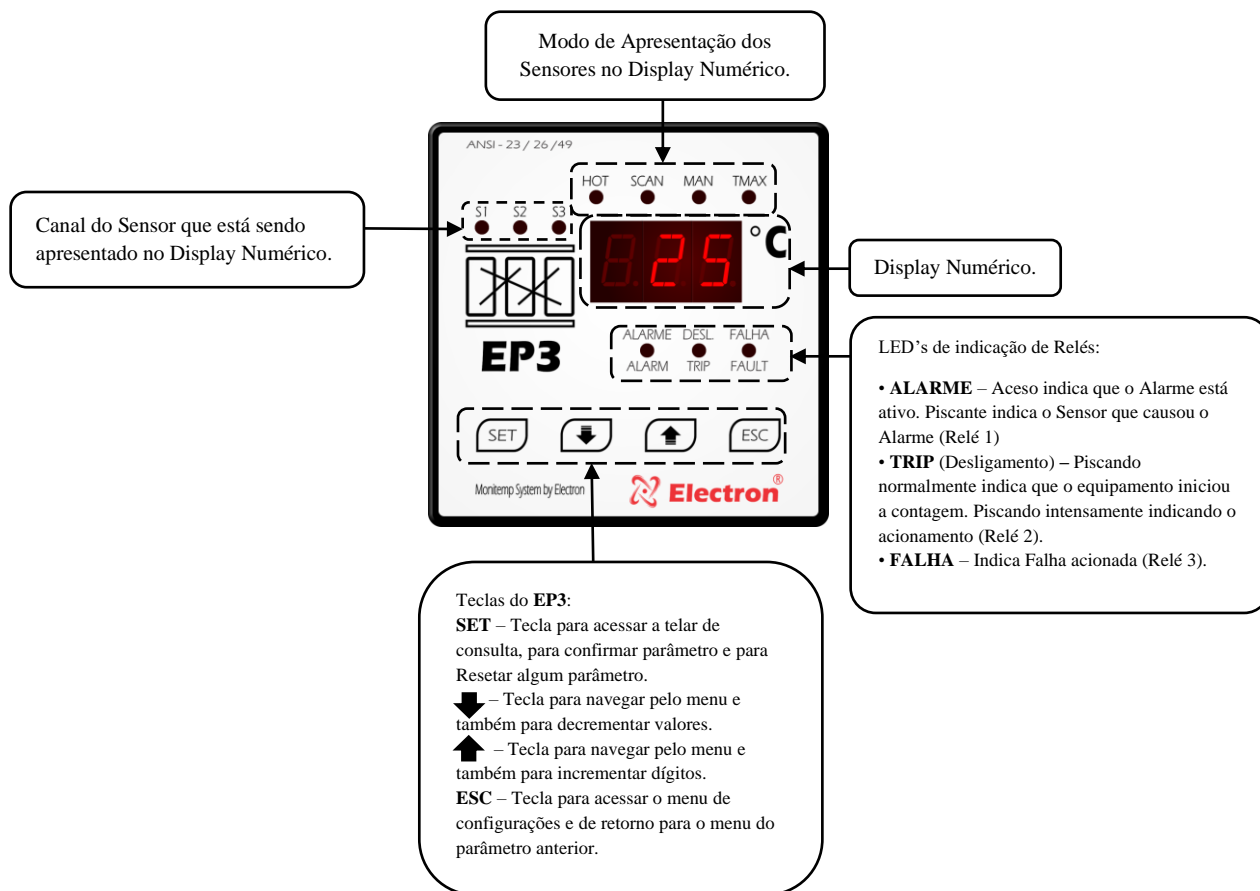 Modo de Apresentação dos
Sensores no Display Numérico.
ANSI - 23 / 26 /49
HOT SCAN MAN TMAX
S1 S2 S3
Canal do Sensor que está sendo
apresentado no Display Numérico.
25 °C
Display Numérico.
ALARME DESL. FALHA
ALARM TRIP FAULT
EP3
LED’s de indicação de Relés:
• ALARME – Aceso indica que o Alarme está
ativo. Piscante indica o Sensor que causou o
Alarme (Relé 1)
• TRIP (Desligamento) – Piscando
normalmente indica que o equipamento iniciou
a contagem. Piscando intensamente indicando o
acionamento (Relé 2).
• FALHA – Indica Falha acionada (Relé 3).
SET ESC
Monitemp System by Electron
Electron®
Teclas do EP3:
SET – Tecla para acessar a telar de
consulta, para confirmar parâmetro e para
Resetar algum parâmetro.
– Tecla para navegar pelo menu e
também para decrementar valores.
– Tecla para navegar pelo menu e
também para incrementar dígitos.
ESC – Tecla para acessar o menu de
configurações e de retorno para o menu do
parâmetro anterior.